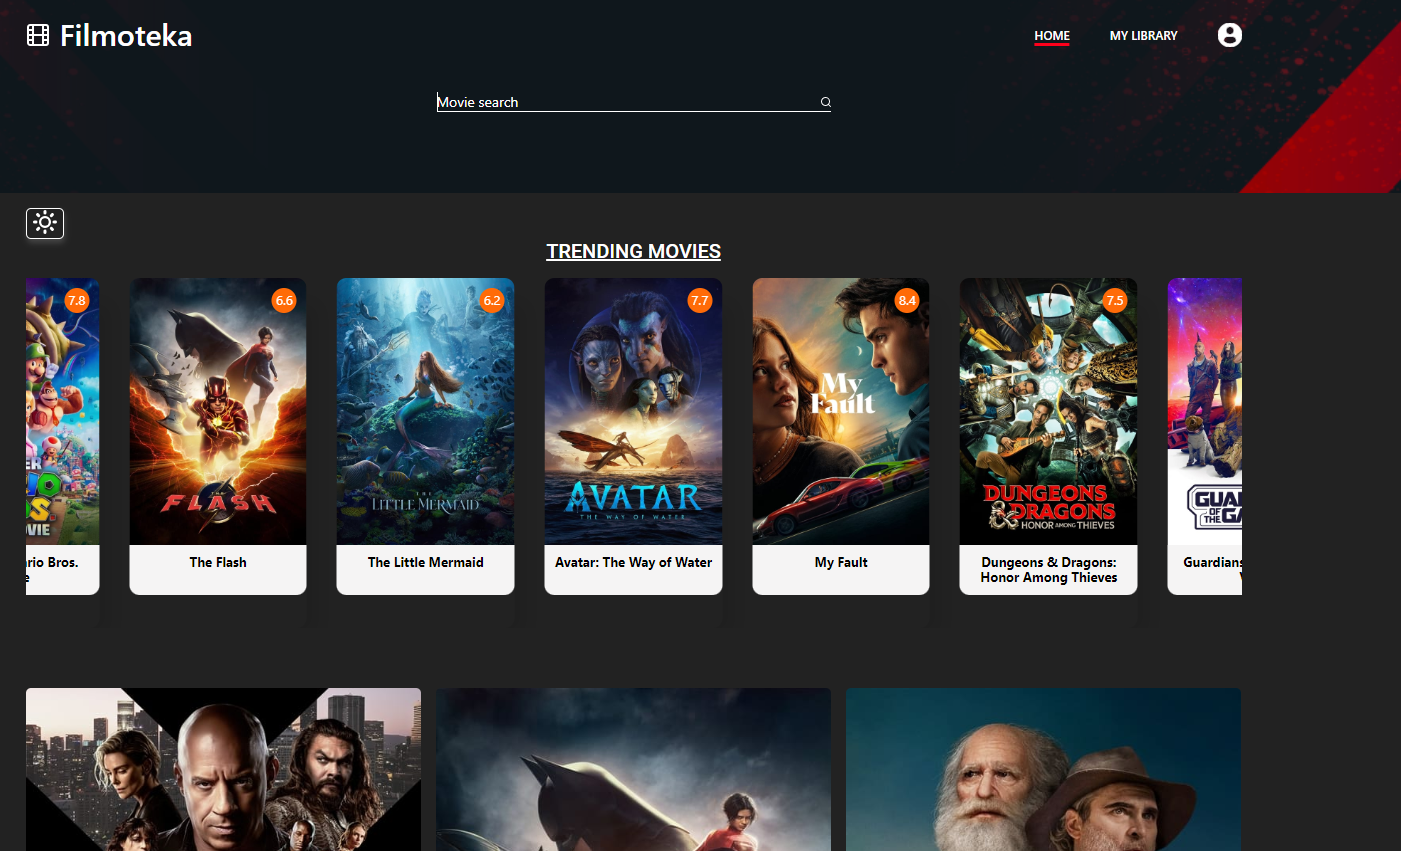 Filmoteka
HOME
MY LIBRARY
Movie search
TRENDING MOVIES
7.8
6.6
6.2
7.7
8.4
7.5
THE
FLASH
THE
LITTLE MERMAID
AVATAR
THE WAY OF WATER
My
Fault
DUNGEONS
& DRAGONS
HONOR AMONG THIEVES
GUA
OF THE GA
VIE
rio Bros.
e
The Flash
The Little Mermaid
Avatar: The Way of Water
My Fault
Dungeons & Dragons:
Honor Among Thieves
Guardians